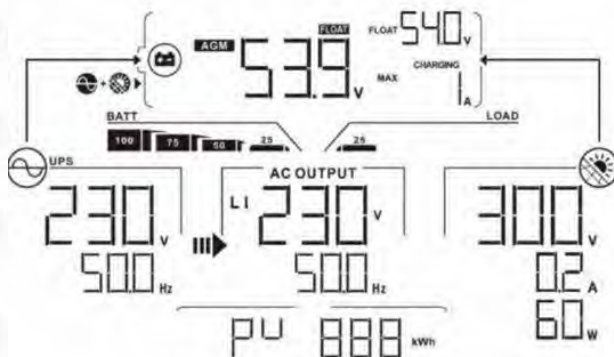 AGM 53.9 V FLOAT FLOAT 54.0 V
MAX CHARGING 1 A
BATT LOAD
100 75 50 25 25
UPS AC OUTPUT
230 V L1 230 V 300 V
50.0 Hz 50.0 Hz 0.2 A
60 W
PV 888 kWh